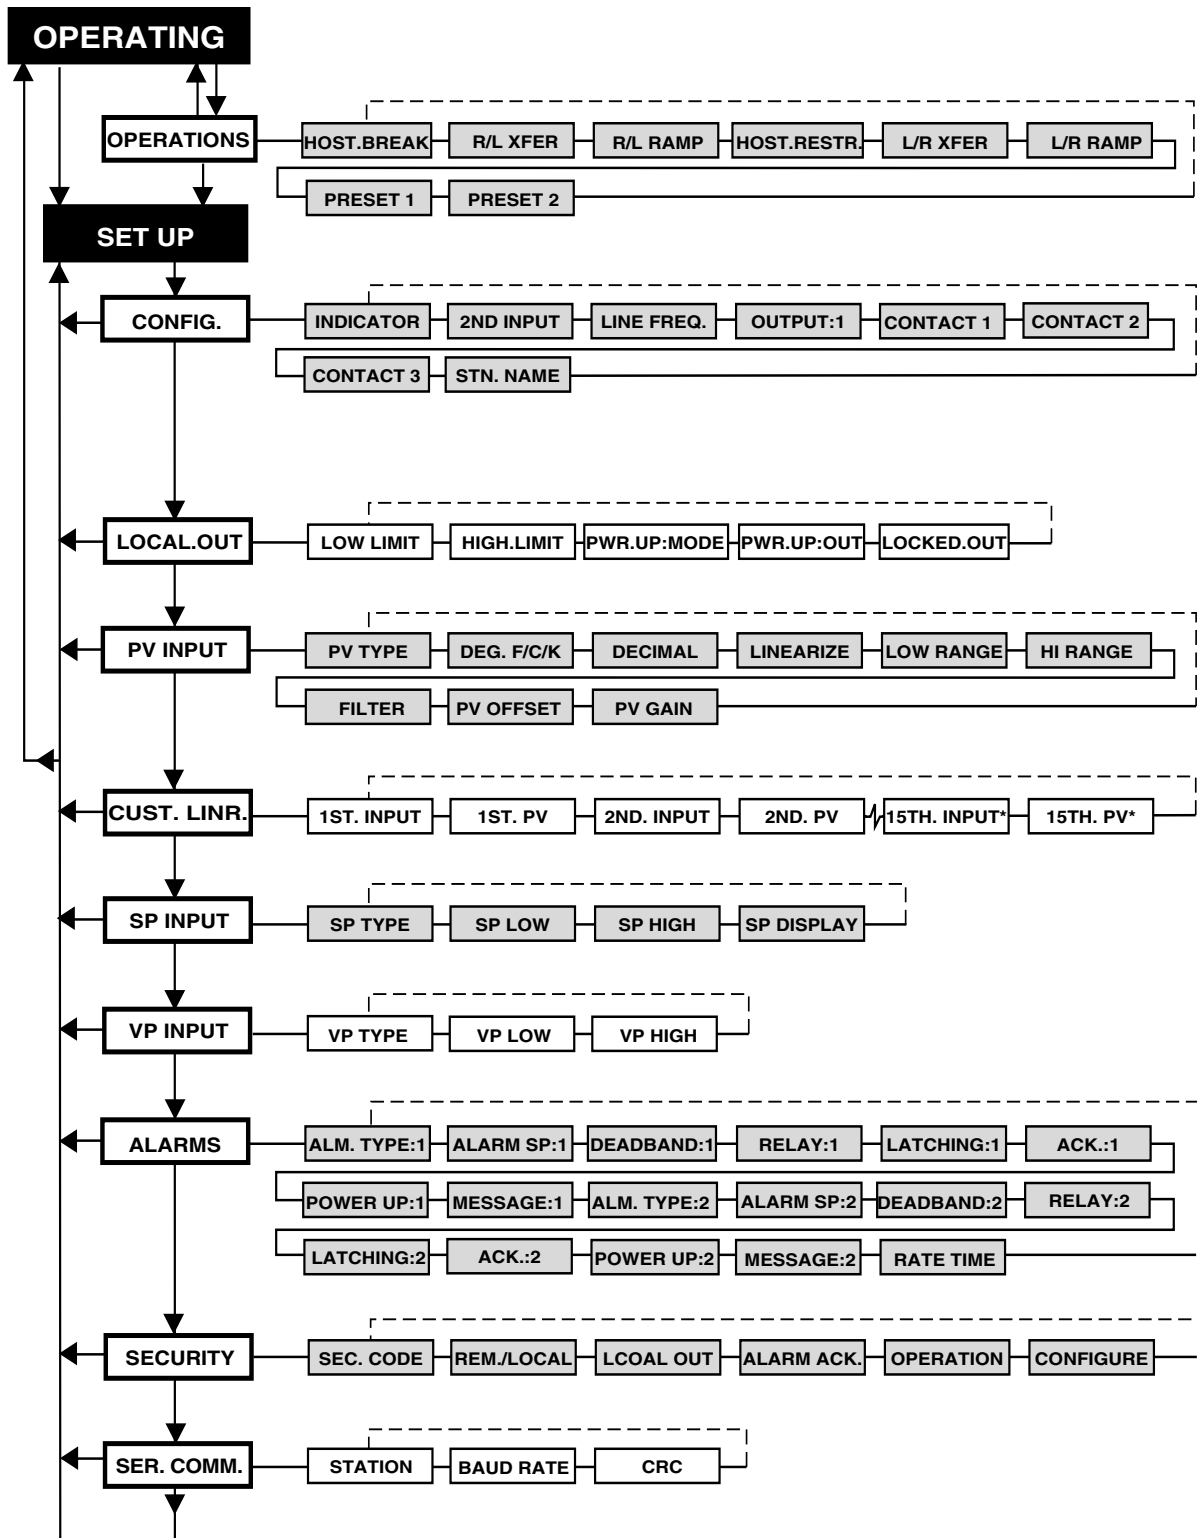 OPERATING
OPERATIONS
HOST.BREAK R/L XFER R/L RAMP HOST.RESTR. L/R XFER L/R RAMP
PRESET 1 PRESET 2
SET UP
CONFIG.
INDICATOR 2ND INPUT LINE FREQ. OUTPUT:1 CONTACT 1 CONTACT 2
CONTACT 3 STN. NAME
LOCAL.OUT
LOW LIMIT HIGH.LIMIT PWR.UP:MODE PWR.UP:OUT LOCKED.OUT
PV INPUT
PV TYPE DEG. F/C/K DECIMAL LINEARIZE LOW RANGE HI RANGE
FILTER PV OFFSET PV GAIN
CUST. LINR.
1ST. INPUT 1ST. PV 2ND. INPUT 2ND. PV 15TH. INPUT* 15TH. PV*
SP INPUT
SP TYPE SP LOW SP HIGH SP DISPLAY
VP INPUT
VP TYPE VP LOW VP HIGH
ALARMS
ALM. TYPE:1 ALARM SP:1 DEADBAND:1 RELAY:1 LATCHING:1 ACK.:1
POWER UP:1 MESSAGE:1 ALM. TYPE:2 ALARM SP:2 DEADBAND:2 RELAY:2
LATCHING:2 ACK.:2 POWER UP:2 MESSAGE:2 RATE TIME
SECURITY
SEC. CODE REM./LOCAL LCOAL OUT ALARM ACK. OPERATION CONFIGURE
SER. COMM.
STATION BAUD RATE CRC